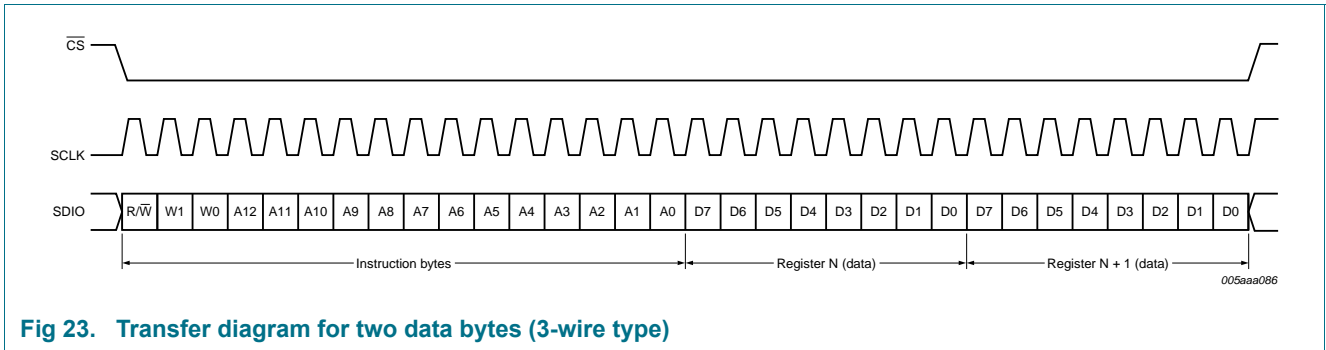 CS
SCLK
SDIO R/W W1 W0 A12 A11 A10 A9 A8 A7 A6 A5 A4 A3 A2 A1 A0 D7 D6 D5 D4 D3 D2 D1 D0 D7 D6 D5 D4 D3 D2 D1 D0
Instruction bytes Register N (data) Register N + 1 (data)
005aaa086
Fig 23. Transfer diagram for two data bytes (3-wire type)